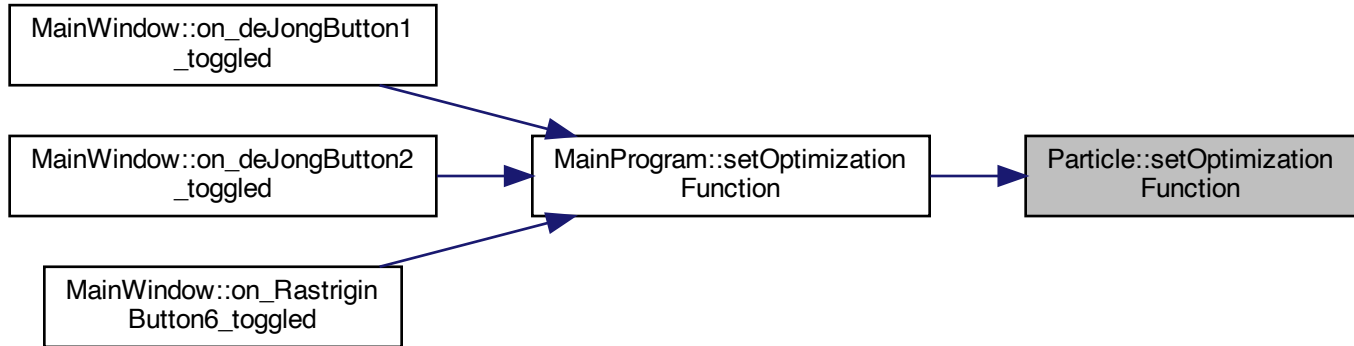 MainWindow::on_deJongButton1
_toggled
MainWindow::on_deJongButton2
_toggled
MainWindow::on_Rastrigin
Button6_toggled
MainProgram::setOptimization
Function
Particle::setOptimization
Function